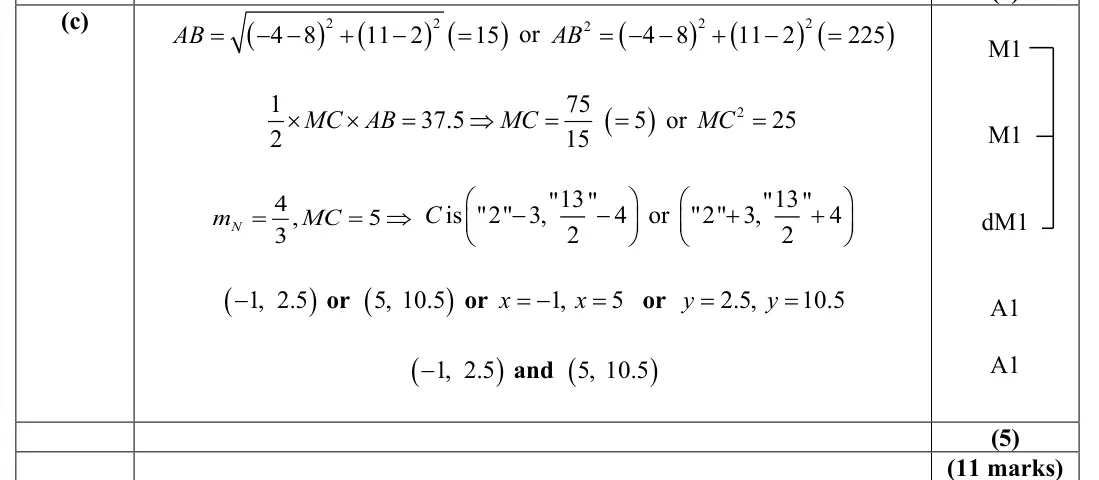 (c)
AB = √((−4−8)² + (11−2)²) (=15) or AB² = (−4−8)² + (11−2)² (= 225)
M1
1/2 × MC × AB = 37.5 ⇒ MC = 75/15 (= 5) or MC² = 25
M1
m_N = 4/3, MC = 5 ⇒ C is ("2"− 3, "13"/2 − 4) or ("2"+ 3, "13"/2 + 4)
dM1
(−1, 2.5) or (5, 10.5) or x = −1, x = 5 or y = 2.5, y = 10.5
A1
(−1, 2.5) and (5, 10.5)
A1
(5)
(11 marks)